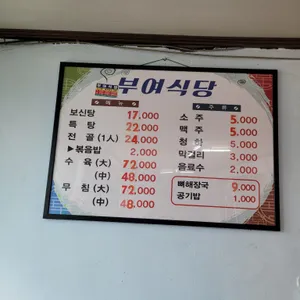 부여식당
메뉴
보신탕 17,000
특탕 22,000
전골(1人) 24,000
▶볶음밥 2,000
수육(大) 72,000
(中) 48,000
무침(大) 72,000
(中) 48,000
주류
소주 5,000
맥주 5,000
청하 5,000
막걸리 3,000
음료수 2,000
뼈해장국 9,000
공기밥 1,000